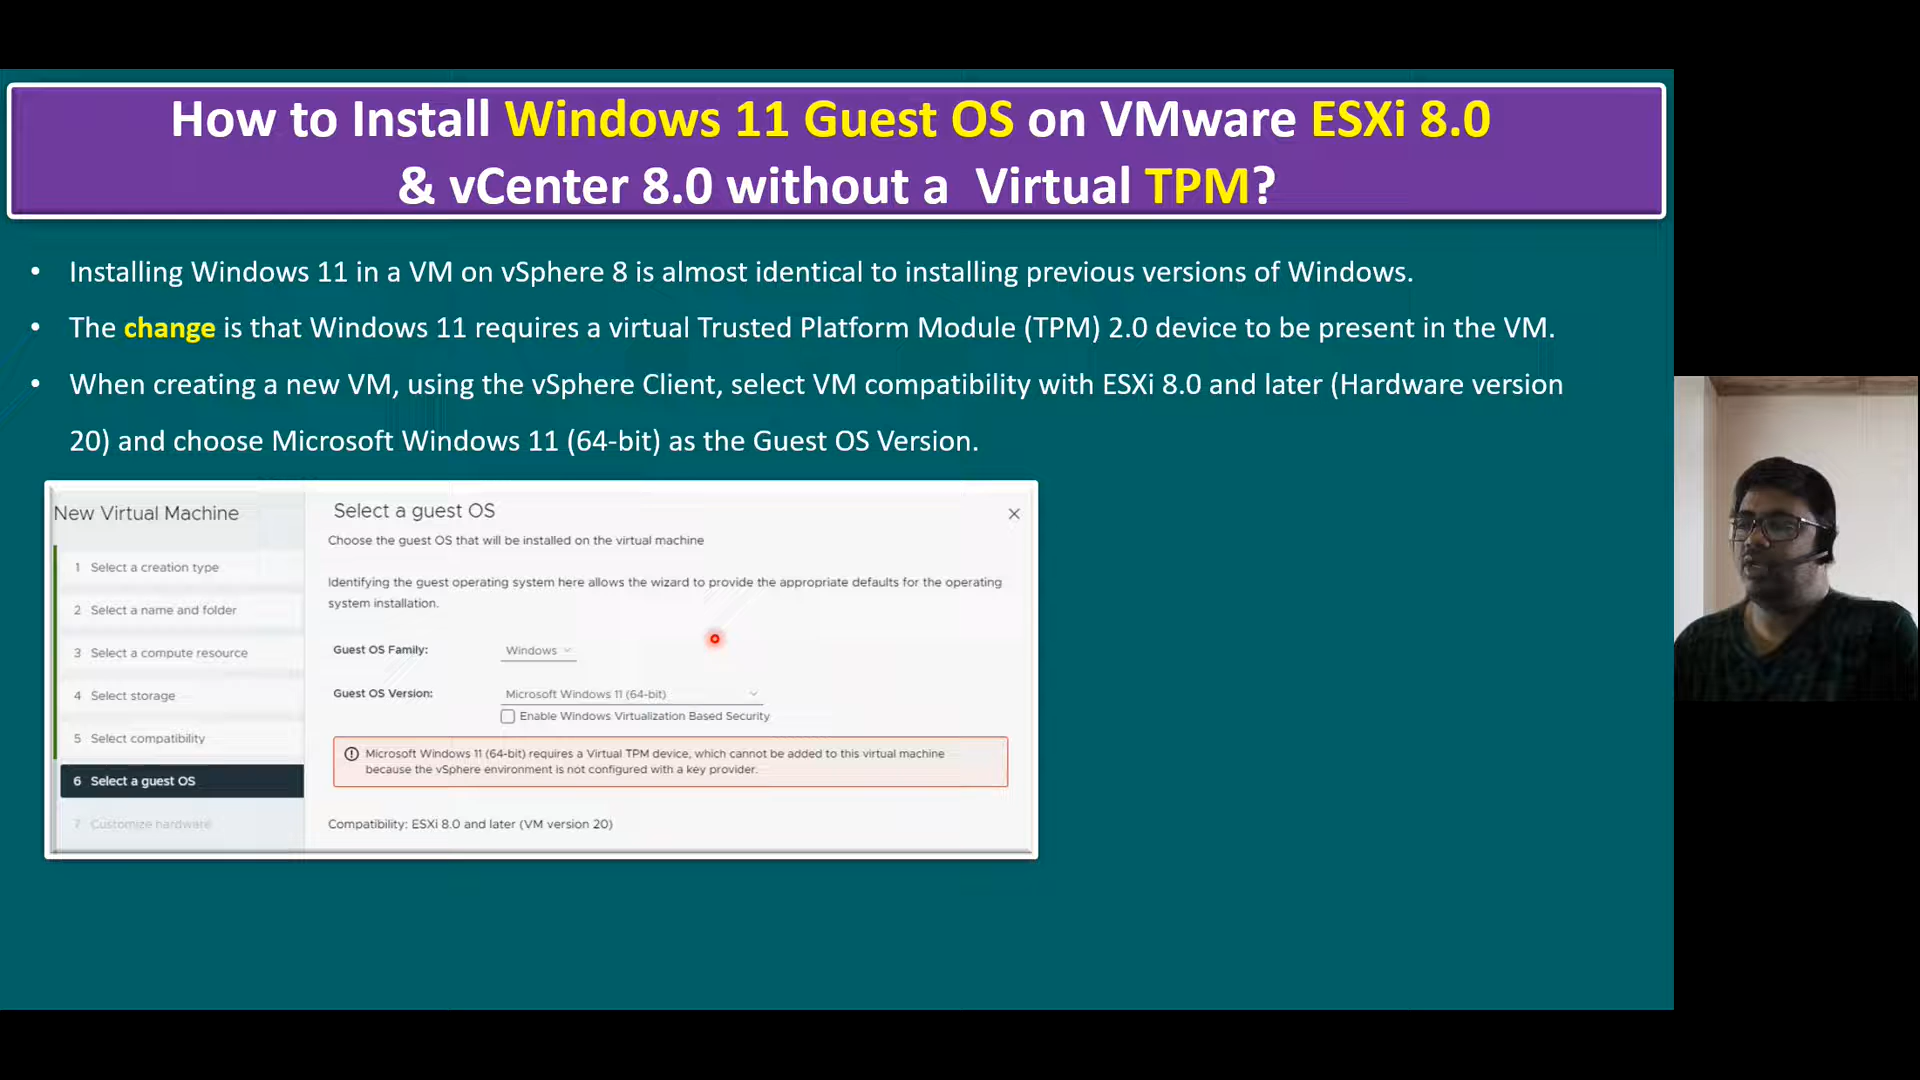 How to Install Windows 11 Guest OS on VMware ESXi 8.0
& vCenter 8.0 without a Virtual TPM?
• Installing Windows 11 in a VM on vSphere 8 is almost identical to installing previous versions of Windows.
• The change is that Windows 11 requires a virtual Trusted Platform Module (TPM) 2.0 device to be present in the VM.
• When creating a new VM, using the vSphere Client, select VM compatibility with ESXi 8.0 and later (Hardware version
20) and choose Microsoft Windows 11 (64-bit) as the Guest OS Version.
New Virtual Machine
1 Select a creation type
2 Select a name and folder
3 Select a compute resource
4 Select storage
5 Select compatibility
6 Select a guest OS
7 Customize hardware
Select a guest OS
Choose the guest OS that will be installed on the virtual machine
Identifying the guest operating system here allows the wizard to provide the appropriate defaults for the operating
system installation.
Guest OS Family: Windows
Guest OS Version: Microsoft Windows 11 (64-bit)
Enable Windows Virtualization Based Security
Microsoft Windows 11 (64-bit) requires a Virtual TPM device, which cannot be added to this virtual machine
because the vSphere environment is not configured with a key provider.
Compatibility: ESXi 8.0 and later (VM version 20)